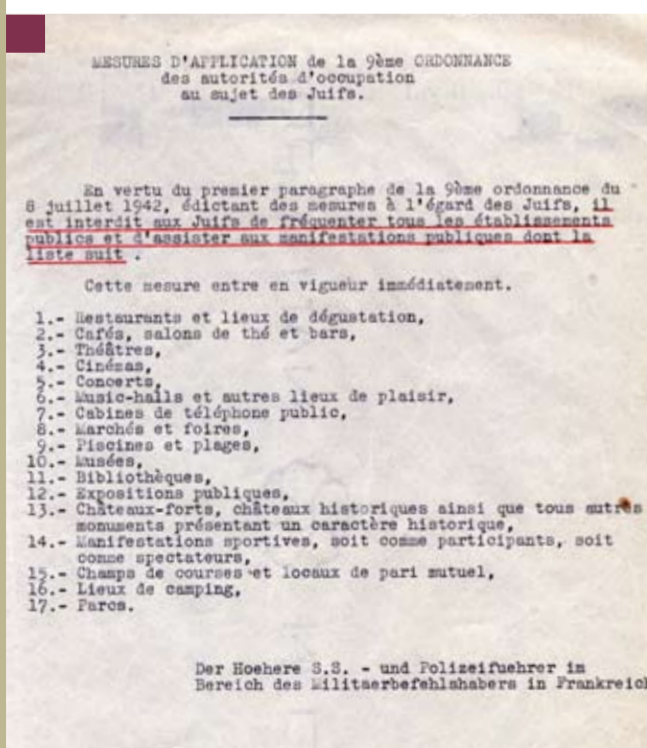 MESURES D'APPLICATION de la 9ème ORDONNANCE
des autorités d'occupation
au sujet des Juifs.
En vertu du premier paragraphe de la 9ème ordonnance du
8 juillet 1942, édictant des mesures à l'égard des Juifs, il
est interdit aux Juifs de fréquenter tous les établissements
publics et d'assister aux manifestations publiques dont la
liste suit .
Cette mesure entre en vigueur immédiatement.
1.- Restaurants et lieux de dégustation,
2.- Cafés, salons de thé et bars,
3.- Théâtres,
4.- Cinémas,
5.- Concerts,
6.- Music-halls et autres lieux de plaisir,
7.- Cabines de téléphone public,
8.- Marchés et foires,
9.- Piscines et plages,
10.- Musées,
11.- Bibliothèques,
12.- Expositions publiques,
13.- Châteaux-forts, châteaux historiques ainsi que tous autres
monuments présentant un caractère historique,
14.- Manifestations sportives, soit comme participants, soit
comme spectateurs,
15.- Champs de courses et locaux de pari mutuel,
16.- Lieux de camping,
17.- Parcs.
Der Hoehere S.S. - und Polizeifuehrer im
Bereich des Militaerbefehlshabers in Frankreich